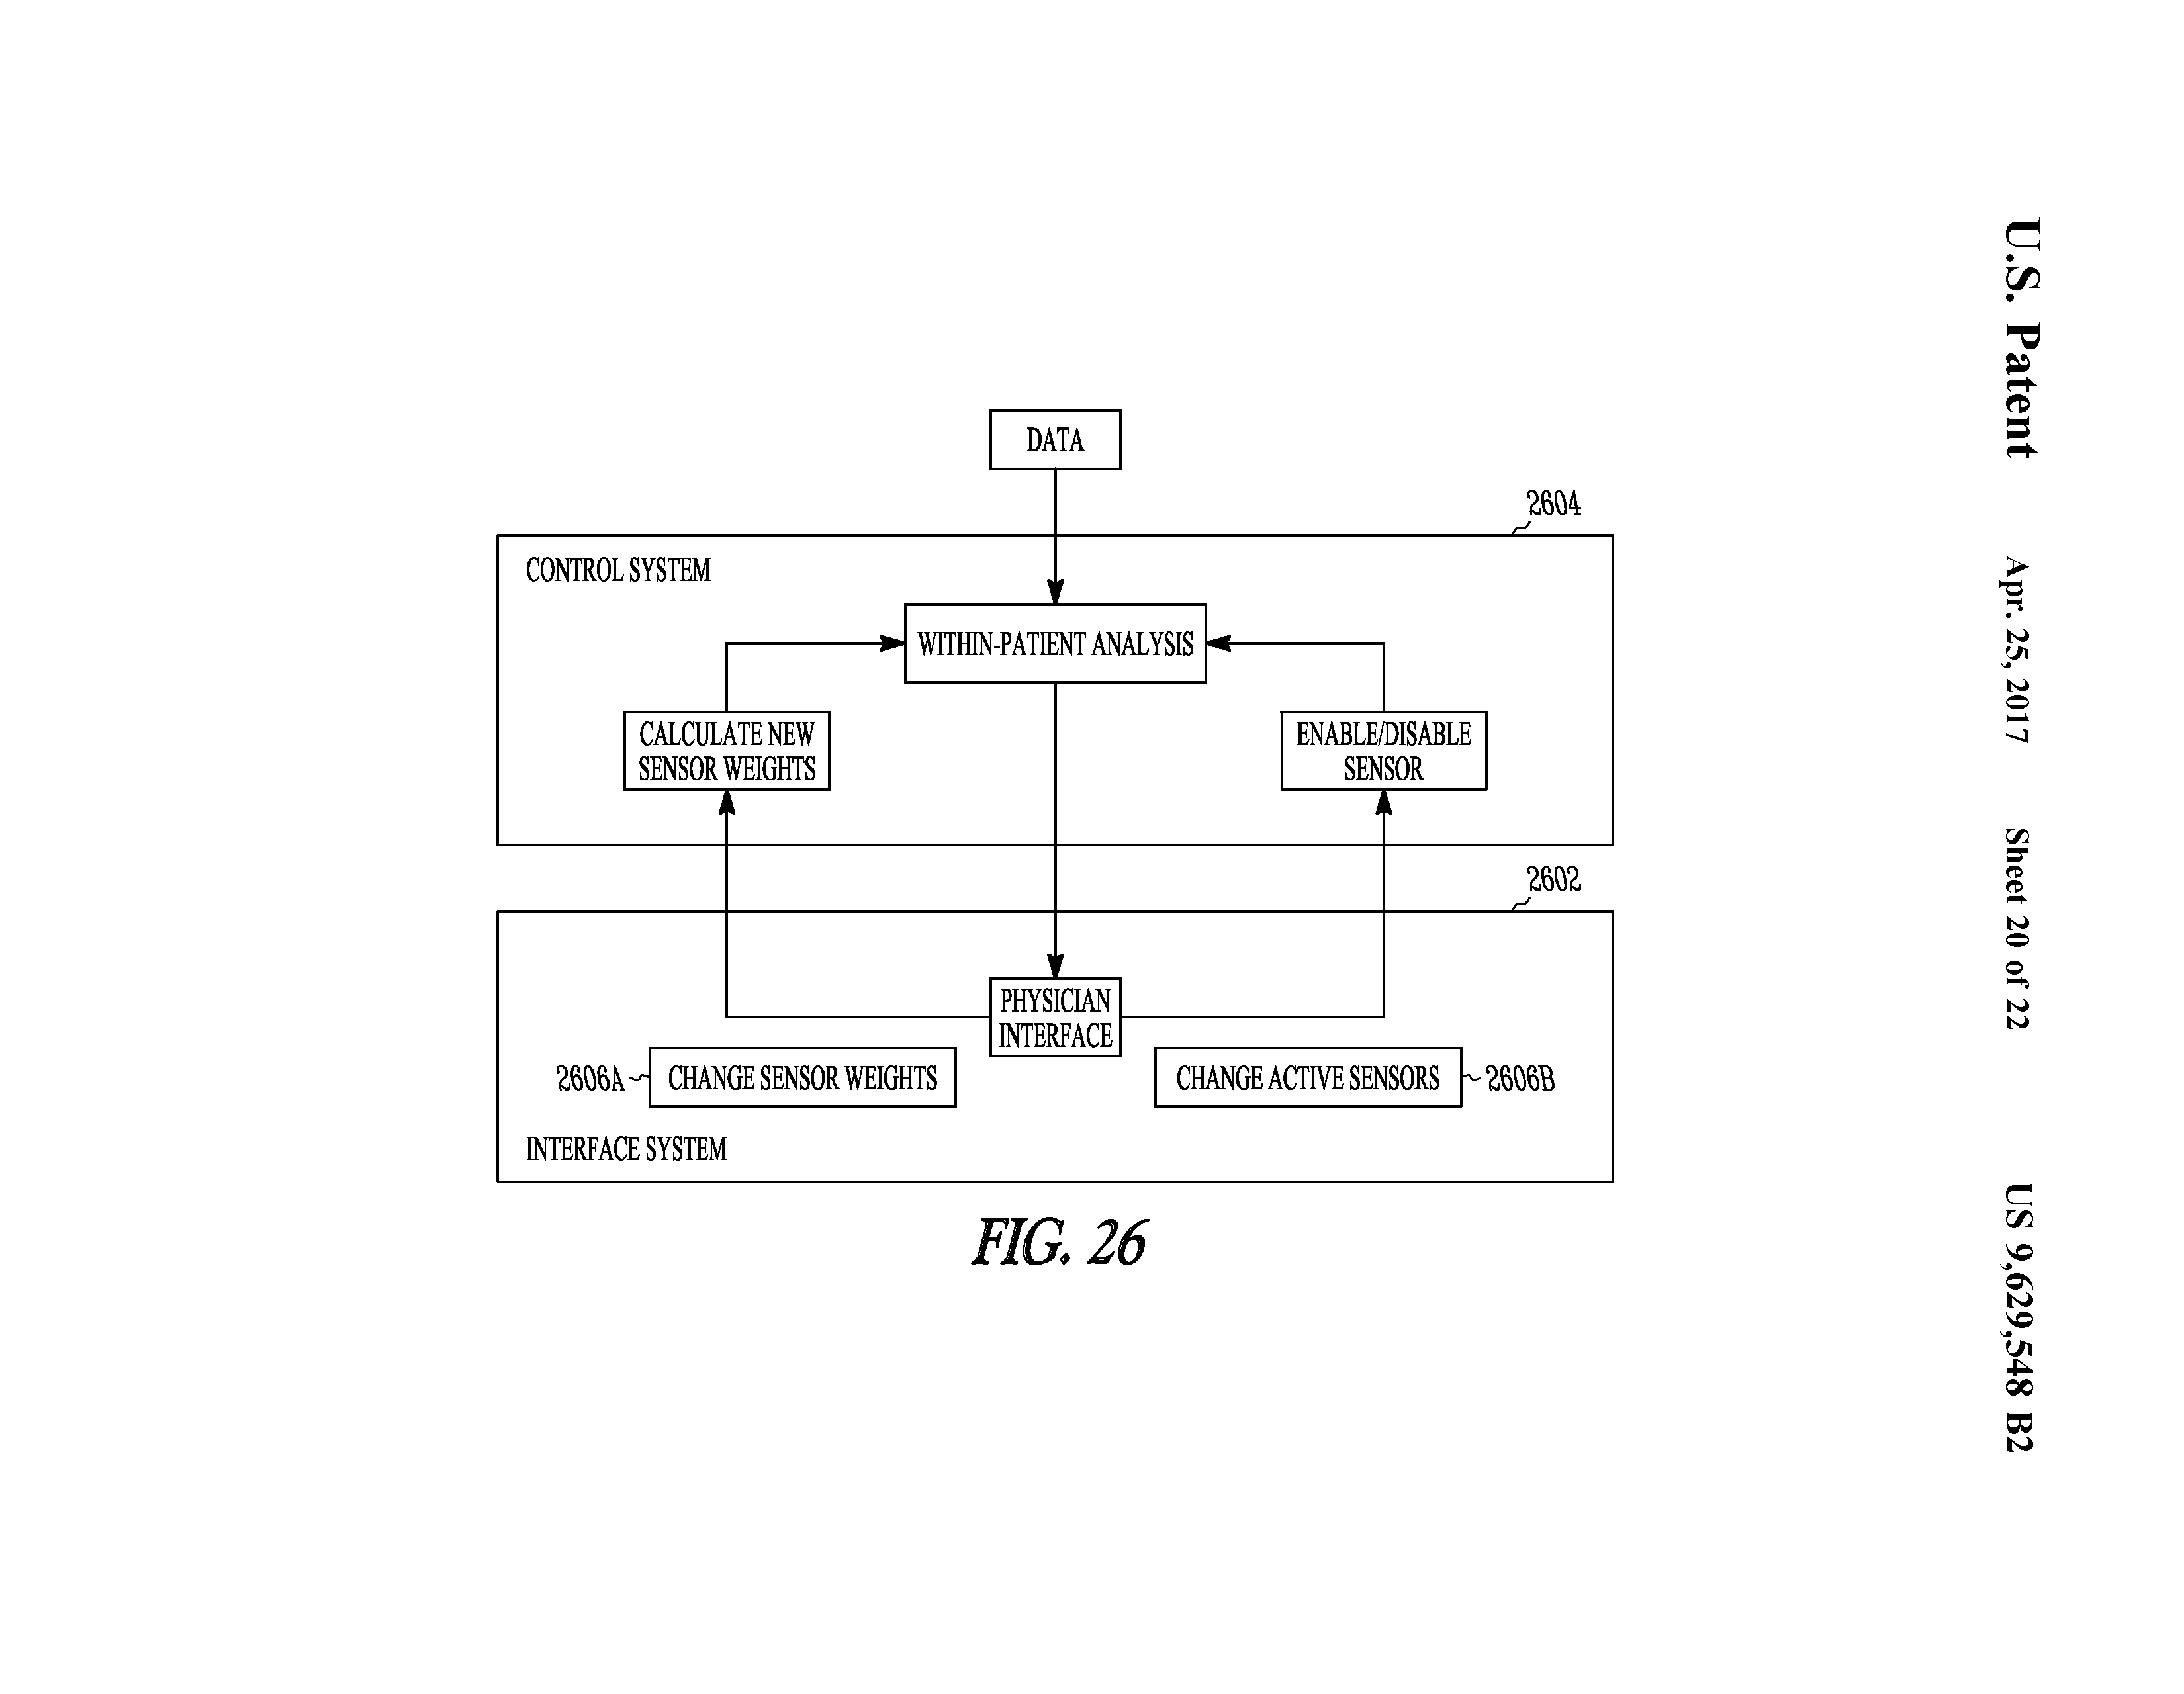 U.S. Patent Apr. 25, 2017 Sheet 20 of 22 US 9,629,548 B2
DATA
2604
CONTROL SYSTEM
WITHIN-PATIENT ANALYSIS
CALCULATE NEW
SENSOR WEIGHTS
ENABLE/DISABLE
SENSOR
2602
PHYSICIAN
INTERFACE
2606A
CHANGE SENSOR WEIGHTS
CHANGE ACTIVE SENSORS
2606B
INTERFACE SYSTEM
FIG. 26